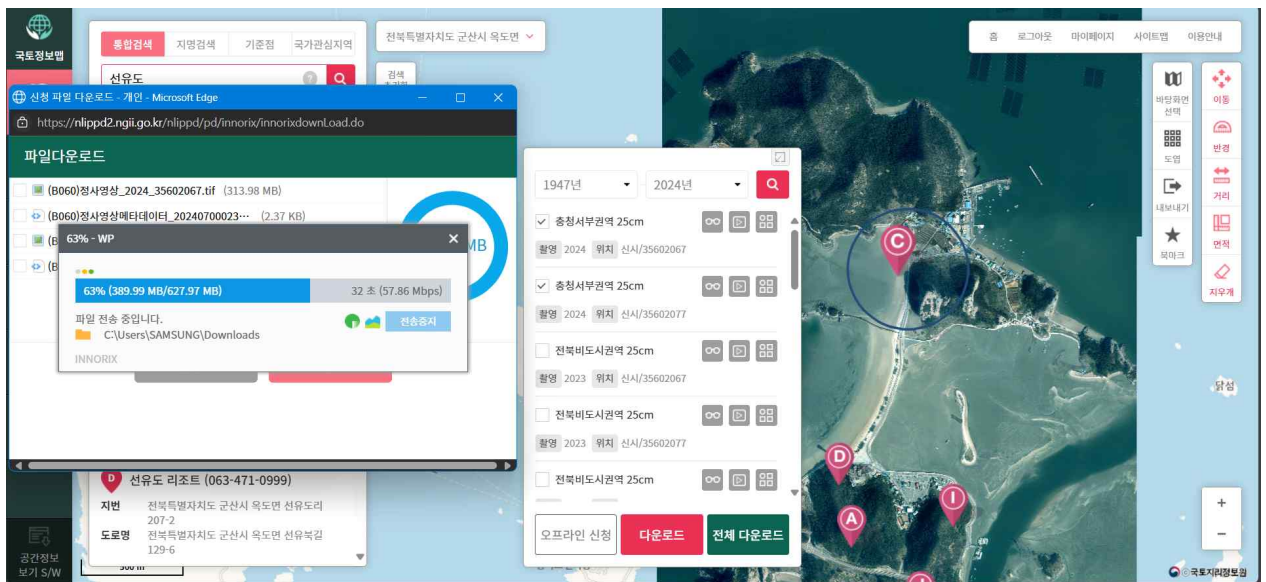 국토정보맵
통합검색 지명검색 기준점 국가관심지역
선유도
?
전북특별자치도 군산시 옥도면
검색
홈 로그아웃 마이페이지 사이트맵 이용안내
신청 파일 다운로드 - 개인 - Microsoft Edge
https://nlippd2.ngii.go.kr/nlippd/pd/innorix/innorixdownLoad.do
파일다운로드
(B060)정사영상_2024_35602067.tif (313.98 MB)
(B060)정사영상메타데이터_20240700023⋯ (2.37 KB)
(B
(B
MB
63% - WP
63% (389.99 MB/627.97 MB) 32 초 (57.86 Mbps)
파일 전송 중입니다.
C:\Users\SAMSUNG\Downloads
전송중지
INNORIX
D 선유도 리조트 (063-471-0999)
지번 전북특별자치도 군산시 옥도면 선유도리
207-2
도로명 전북특별자치도 군산시 옥도면 선유북길
129-6
공간정보
보기 S/W
500 m
1947년 2024년
충청서부권역 25cm
촬영 2024 위치 신시/35602067
충청서부권역 25cm
촬영 2024 위치 신시/35602077
전북비도시권역 25cm
촬영 2023 위치 신시/35602067
전북비도시권역 25cm
촬영 2023 위치 신시/35602077
전북비도시권역 25cm
오프라인 신청 다운로드 전체 다운로드
C
D
I
A
바탕화면
선택
도엽
내보내기
북마크
이동
반경
거리
면적
지우개
닭섬
+
−
© 국토지리정보원